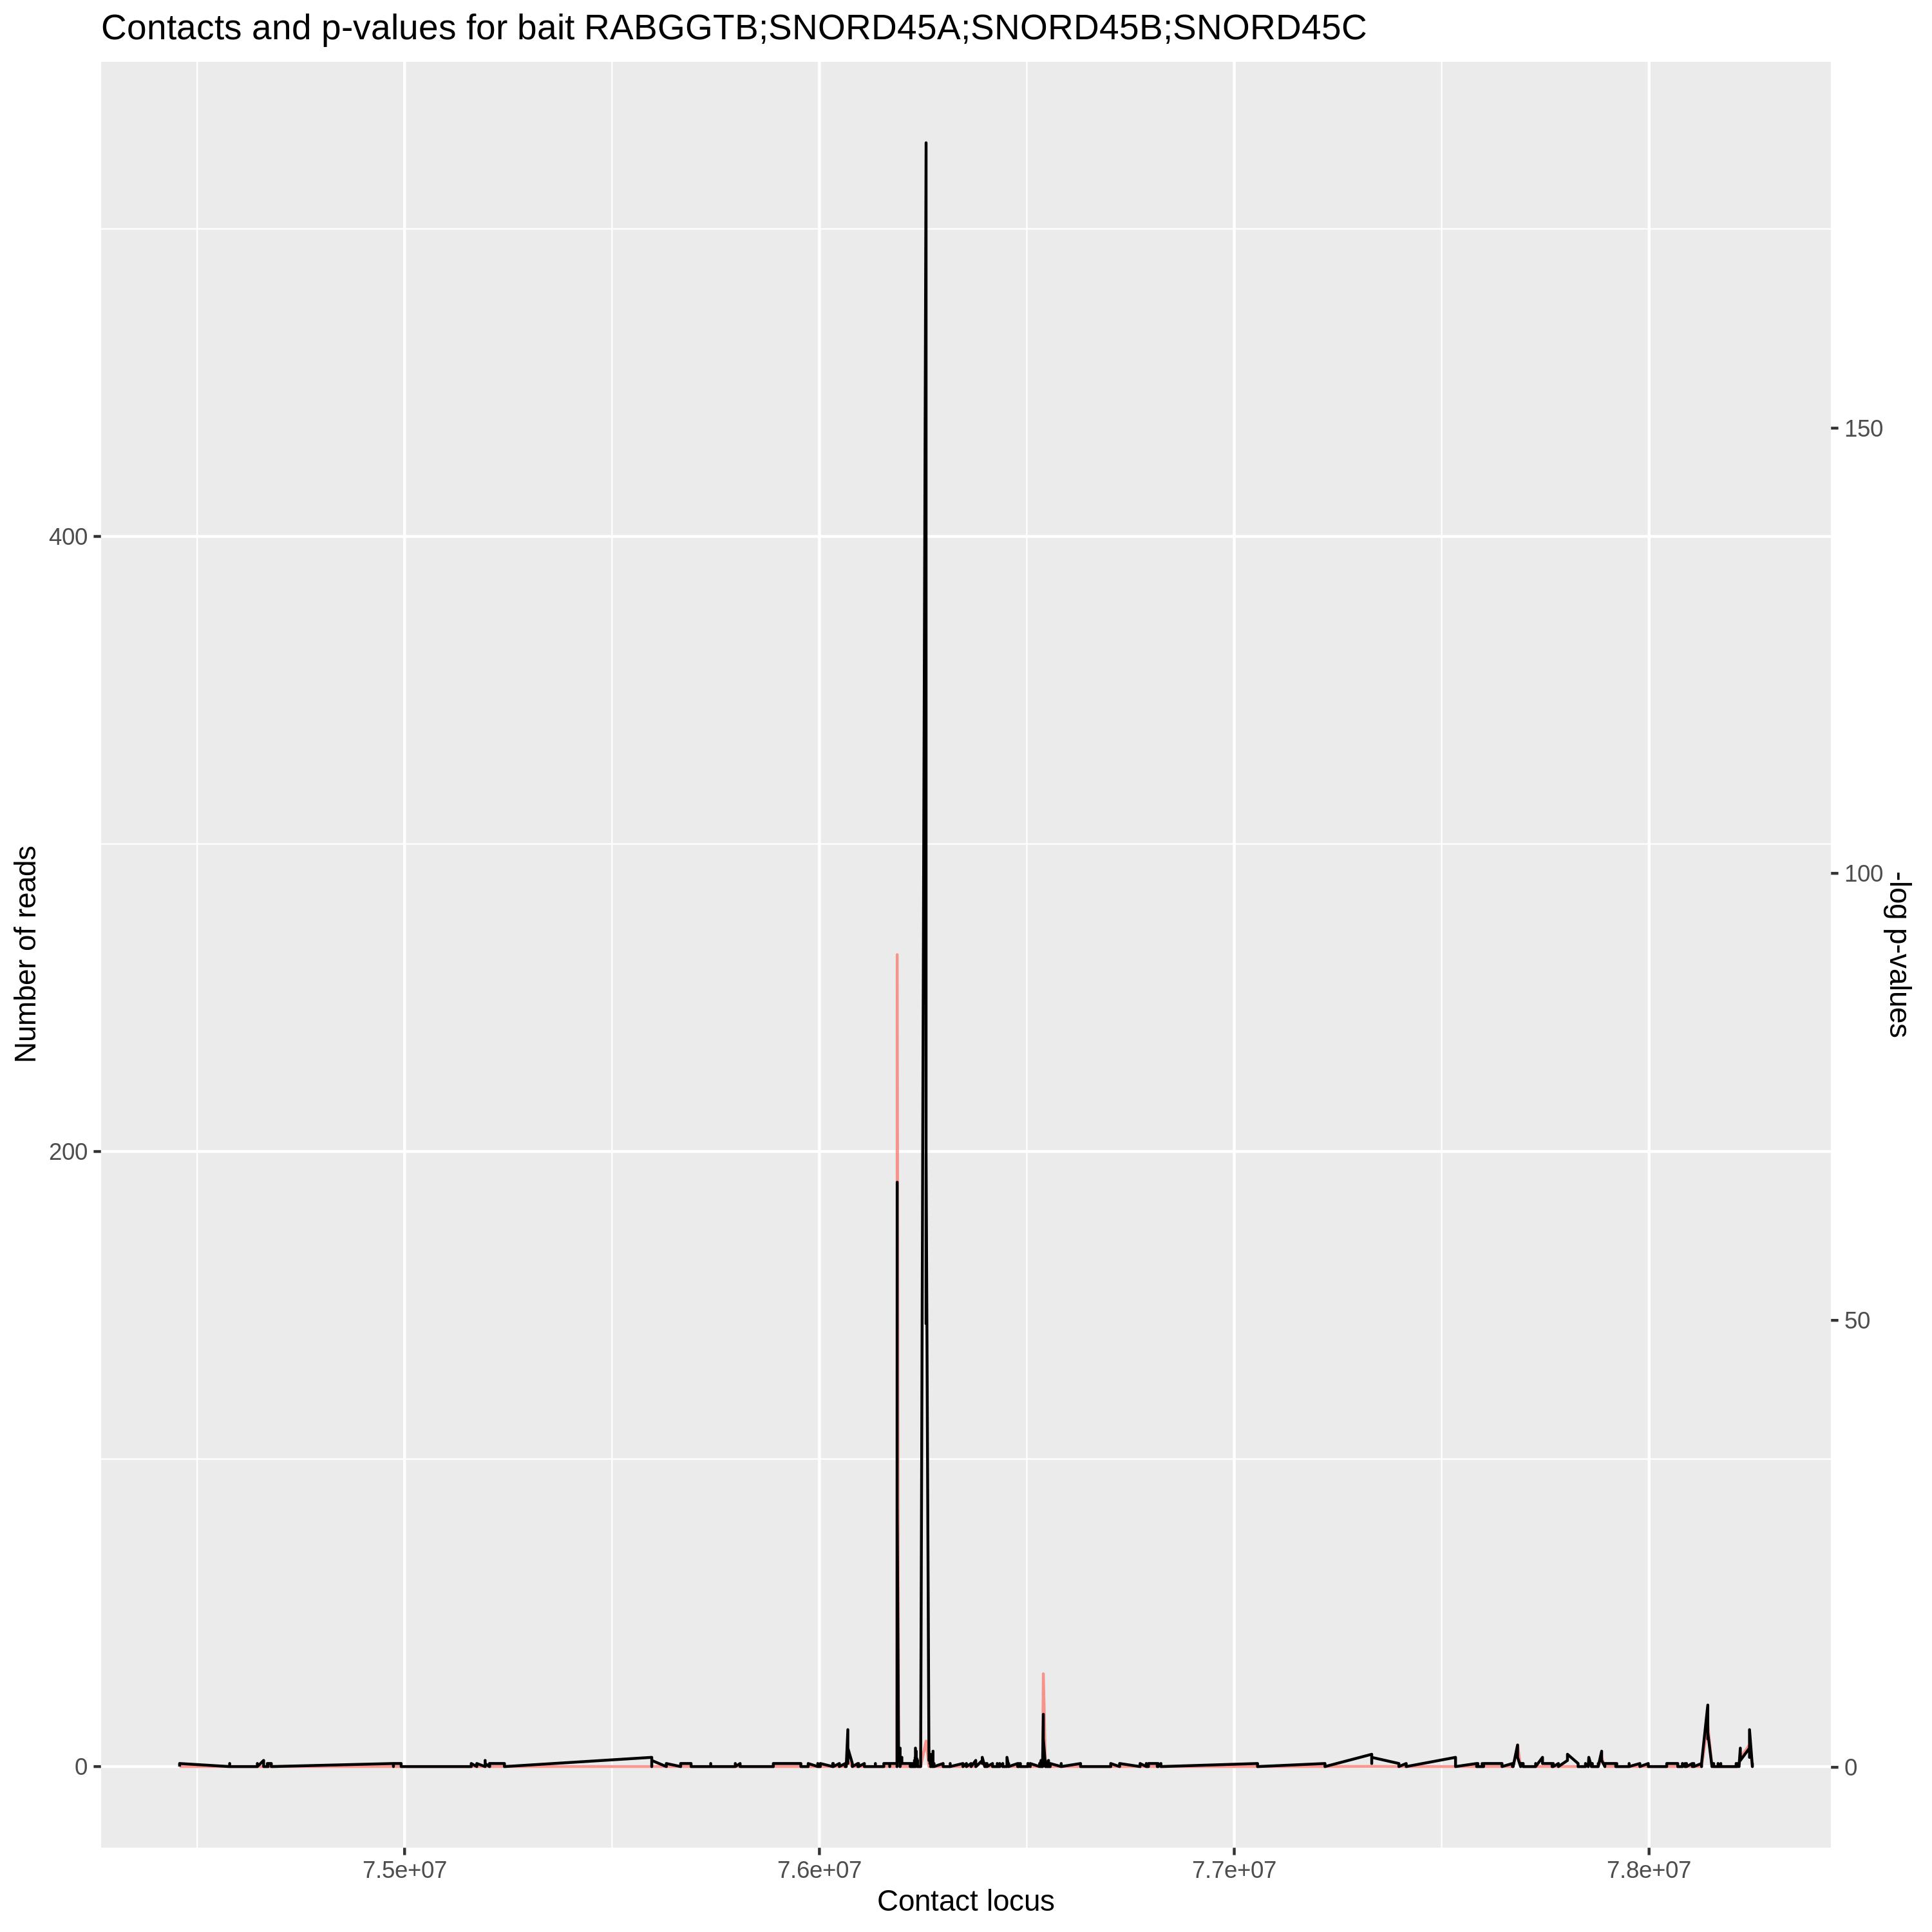 Contacts and p-values for bait RABGGTB;SNORD45A;SNORD45B;SNORD45C
Number of reads
400
200
0
150
100
50
0
-log p-values
7.5e+07 7.6e+07 7.7e+07 7.8e+07
Contact locus